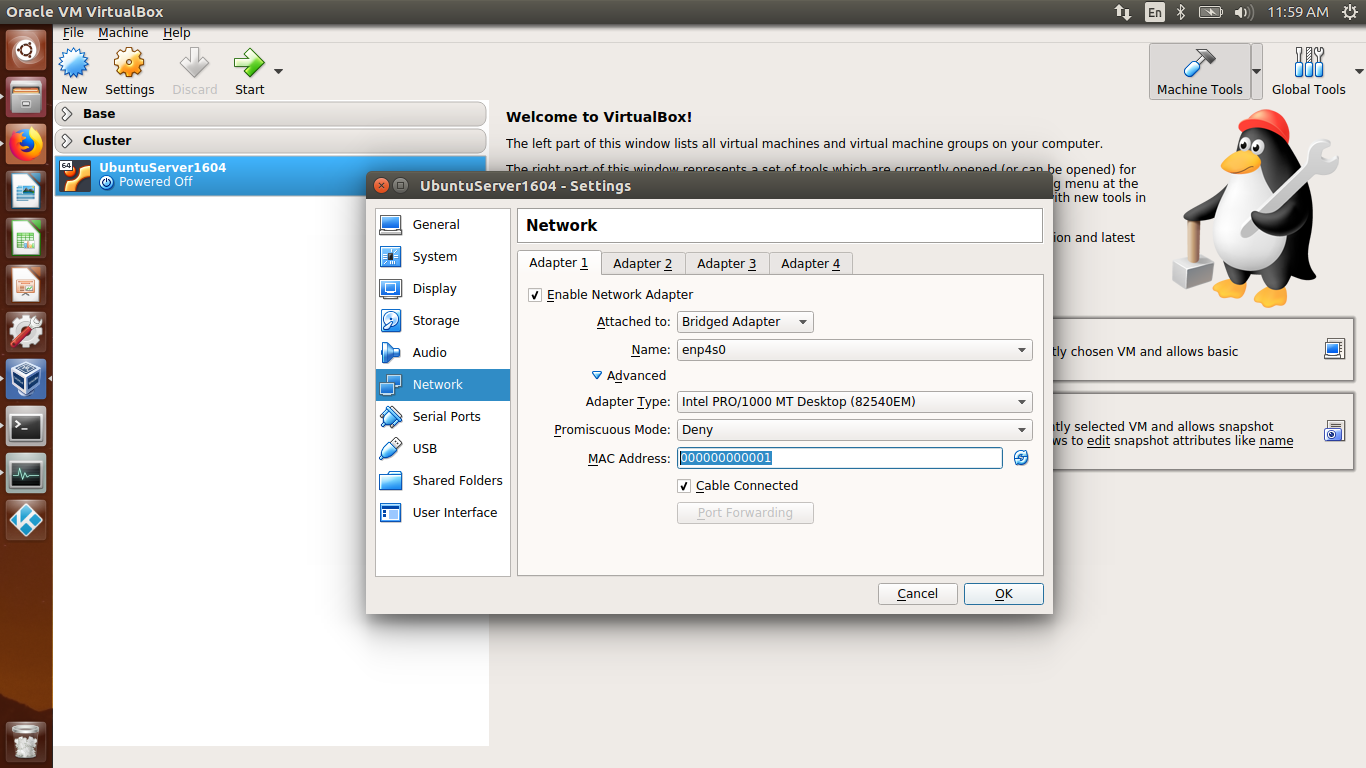 Oracle VM VirtualBox
En
11:59 AM
File Machine Help
New
Settings
Discard
Start
Machine Tools
Global Tools
Base
Cluster
64
UbuntuServer1604
Powered Off
Welcome to VirtualBox!
The left part of this window lists all virtual machines and virtual machine groups on your computer.
The right part of this window represents a set of tools which are currently opened (or can be opened) for
g menu at the
ith new tools in
ion and latest
tly chosen VM and allows basic
tly selected VM and allows snapshot
ws to edit snapshot attributes like name
UbuntuServer1604 - Settings
General
System
Display
Storage
Audio
Network
Serial Ports
USB
Shared Folders
User Interface
Network
Adapter 1
Adapter 2
Adapter 3
Adapter 4
Enable Network Adapter
Attached to: Bridged Adapter
Name: enp4s0
Advanced
Adapter Type: Intel PRO/1000 MT Desktop (82540EM)
Promiscuous Mode: Deny
MAC Address: 000000000001
Cable Connected
Port Forwarding
Cancel
OK